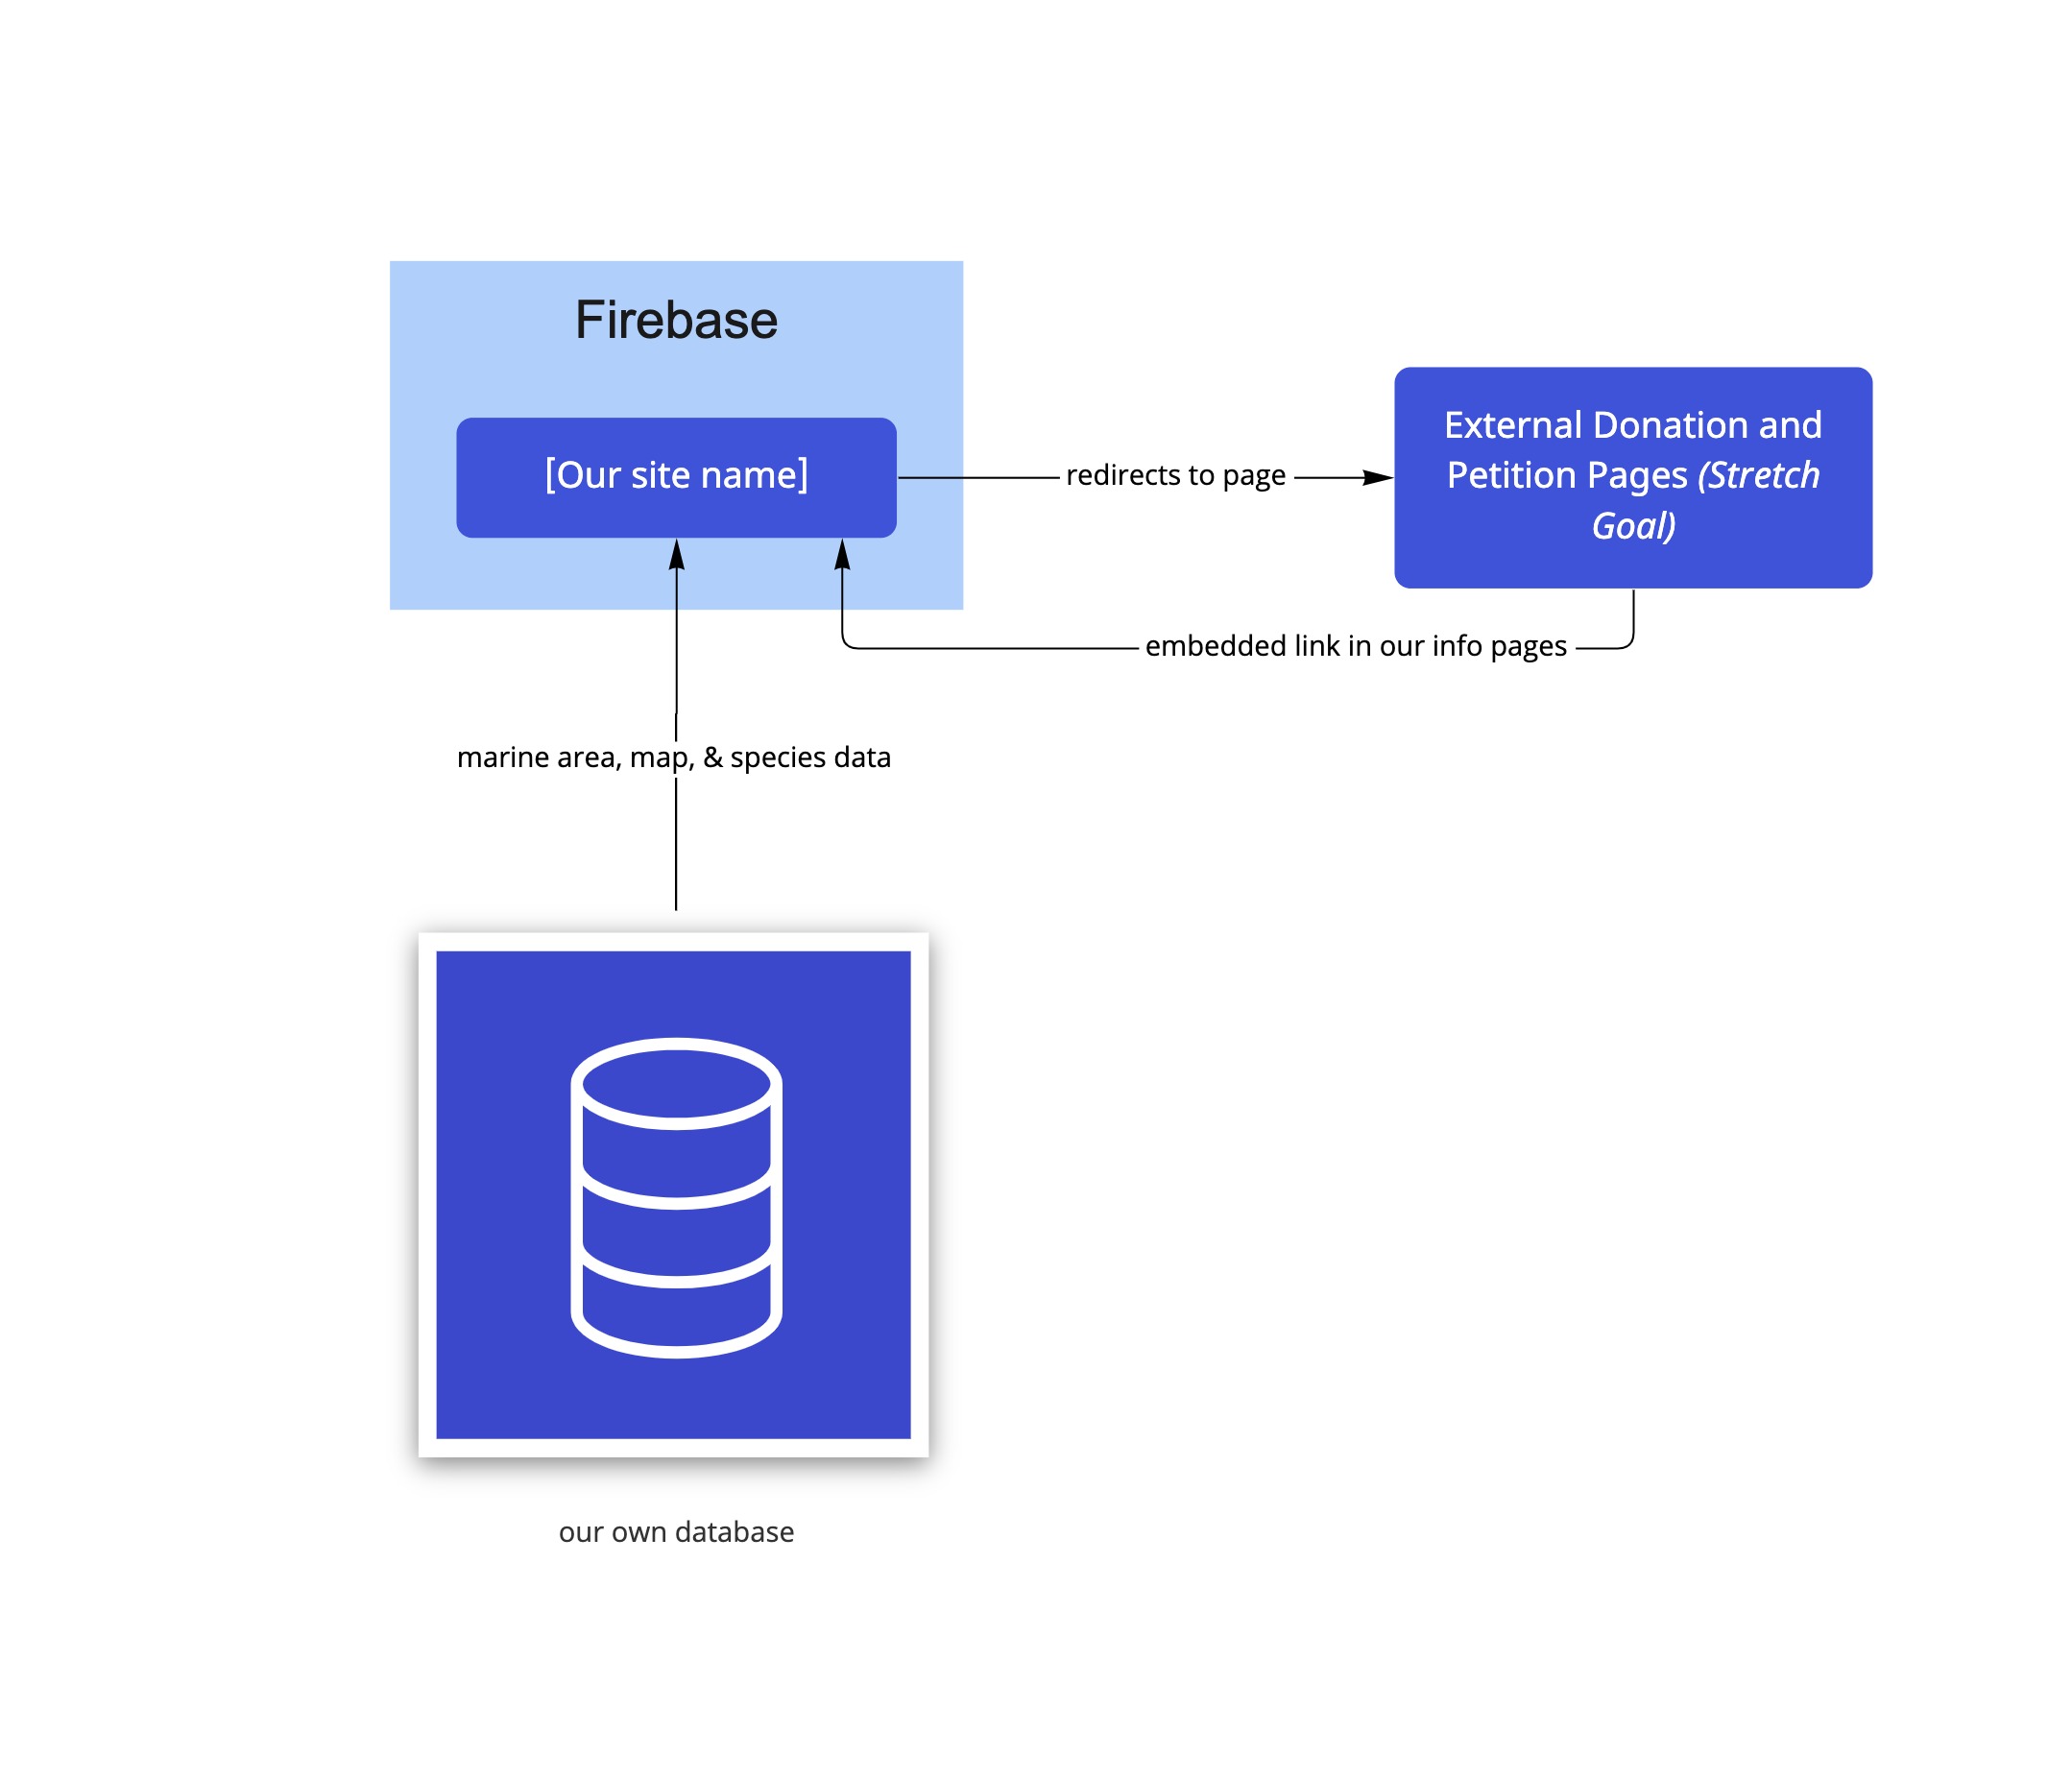 Firebase
[Our site name]
redirects to page
External Donation and
Petition Pages (Stretch
Goal)
embedded link in our info pages
marine area, map, & species data
our own database